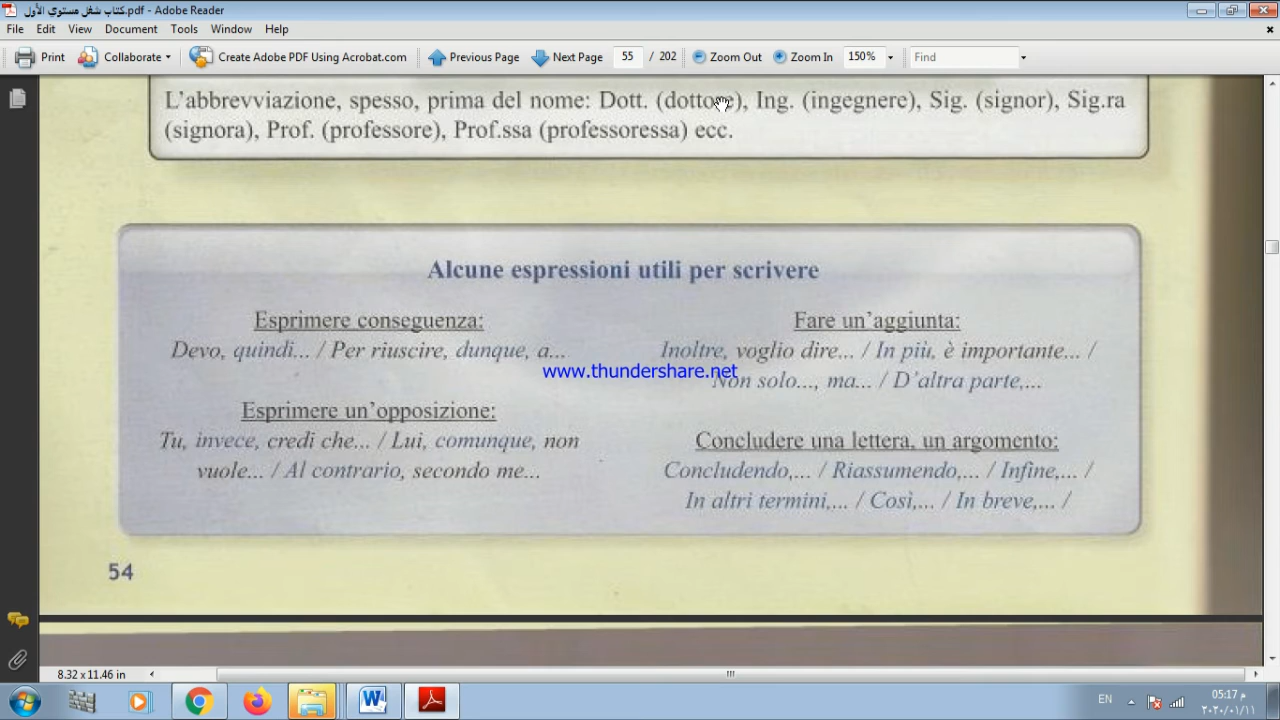 كتاب شغل مستوي الأول.pdf - Adobe Reader
File Edit View Document Tools Window Help
Print Collaborate Create Adobe PDF Using Acrobat.com Previous Page Next Page 55 / 202 Zoom Out Zoom In 150% Find
L'abbrevviazione, spesso, prima del nome: Dott. (dottore), Ing. (ingegnere), Sig. (signor), Sig.ra
(signora), Prof. (professore), Prof.ssa (professoressa) ecc.
Alcune espressioni utili per scrivere
Esprimere conseguenza:
Devo, quindi... / Per riuscire, dunque, a...
Esprimere un'opposizione:
Tu, invece, credi che... / Lui, comunque, non
vuole... / Al contrario, secondo me...
Fare un'aggiunta:
Inoltre, voglio dire... / In più, è importante... /
Non solo..., ma... / D'altra parte,...
Concludere una lettera, un argomento:
Concludendo,... / Riassumendo,... / Infine,... /
In altri termini,... / Così,... / In breve,... /
www.thundershare.net
54
8.32 x 11.46 in
EN
05:17 م
٢٠٢٠/٠١/١١